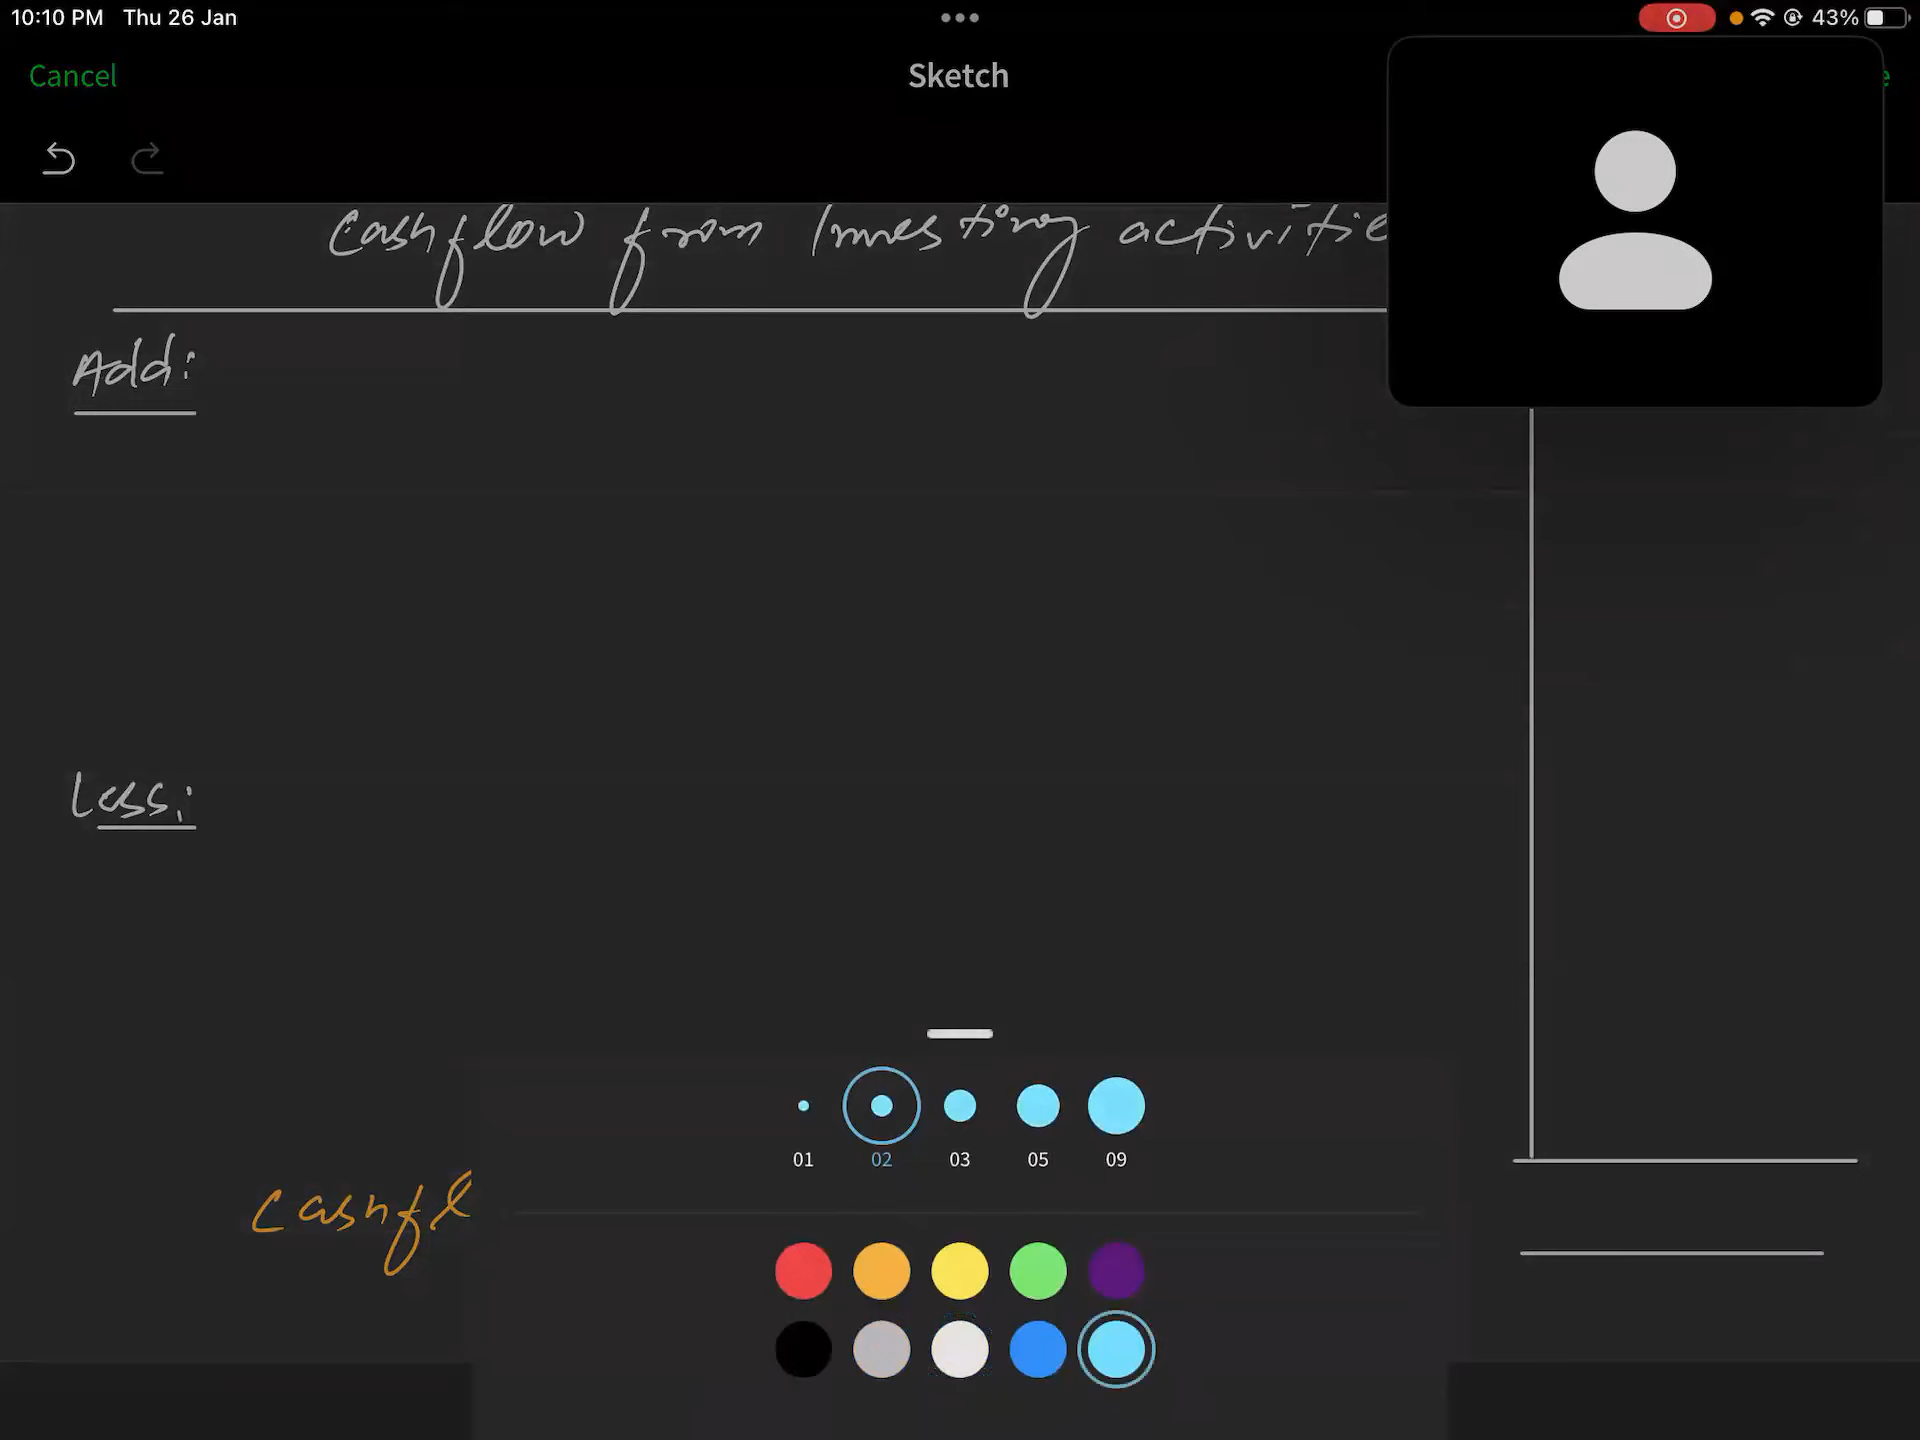 10:10 PM Thu 26 Jan
43%
Cancel
Sketch
e
Cashflow from Investing activitie
Add:
Less:
01 02 03 05 09
cashfl